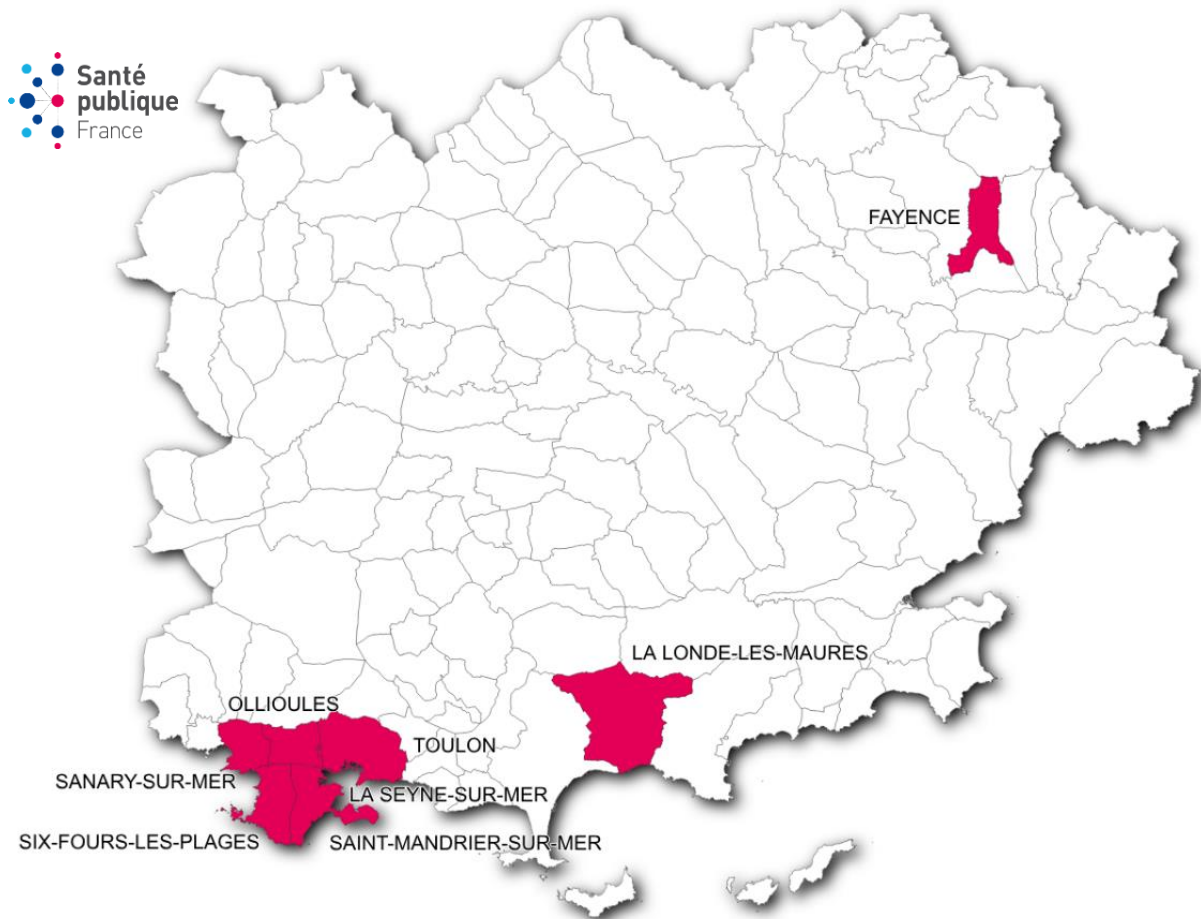 Santé
publique
France
FAYENCE
LA LONDE-LES-MAURES
OLLIOULES
TOULON
SANARY-SUR-MER
LA SEYNE-SUR-MER
SIX-FOURS-LES-PLAGES
SAINT-MANDRIER-SUR-MER